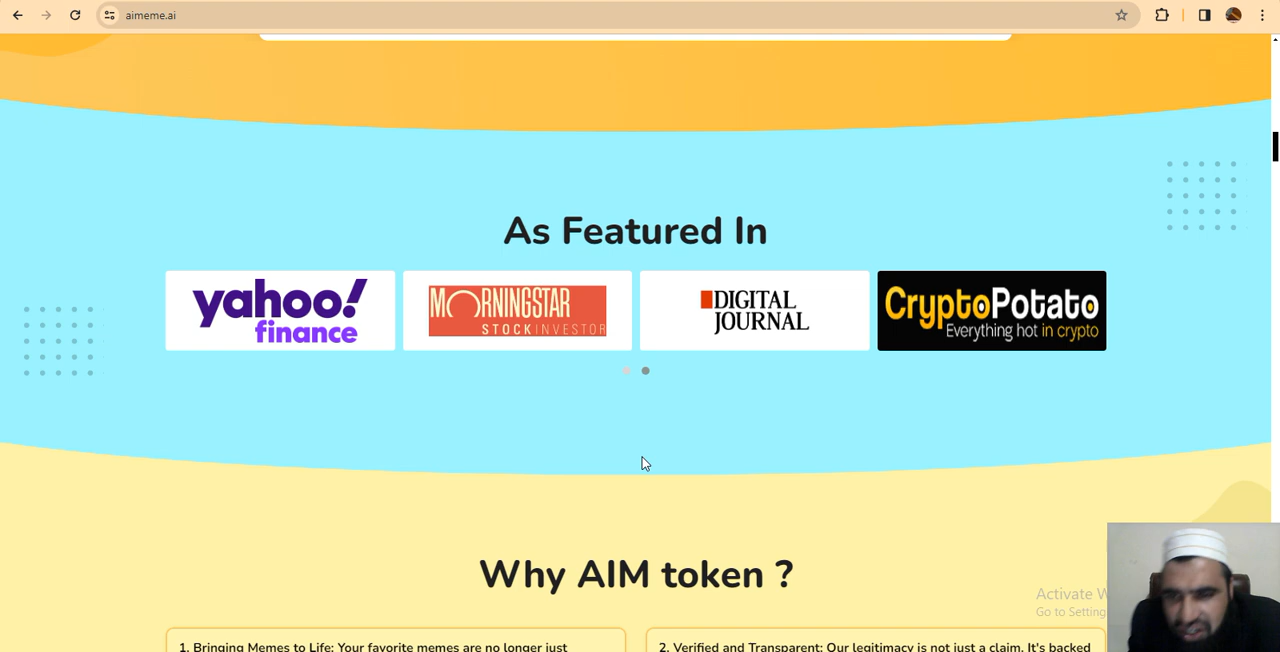 aimeme.ai
As Featured In
yahoo!
finance
MORNINGSTAR
STOCKINVESTOR
DIGITAL
JOURNAL
CryptoPotato
Everything hot in crypto
Why AIM token ?
Activate W
Go to Setting
1. Bringing Memes to Life: Your favorite memes are no longer just
2. Verified and Transparent: Our legitimacy is not just a claim. It's backed